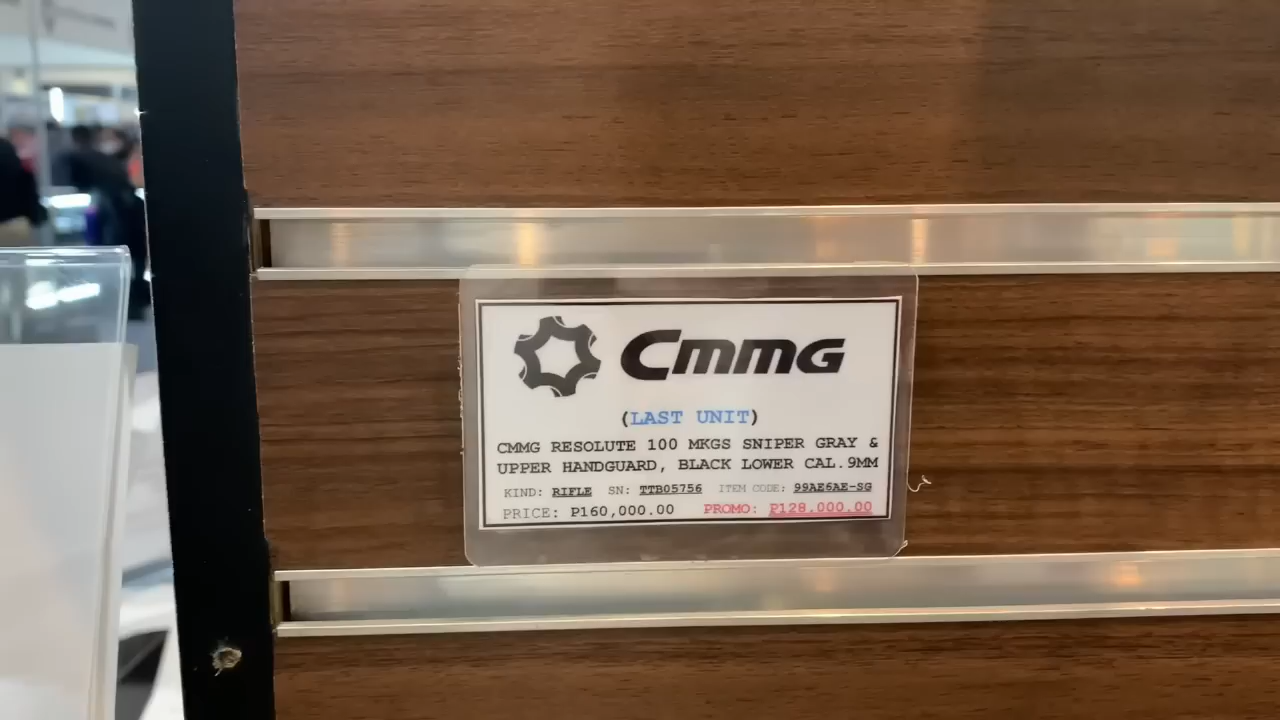 CMMG
(LAST UNIT)
CMMG RESOLUTE 100 MKGS SNIPER GRAY &
UPPER HANDGUARD, BLACK LOWER CAL.9MM
KIND: RIFLE SN: TTB05756 ITEM CODE: 99AE6AE-SG
PRICE: P160,000.00 PROMO: P128,000.00